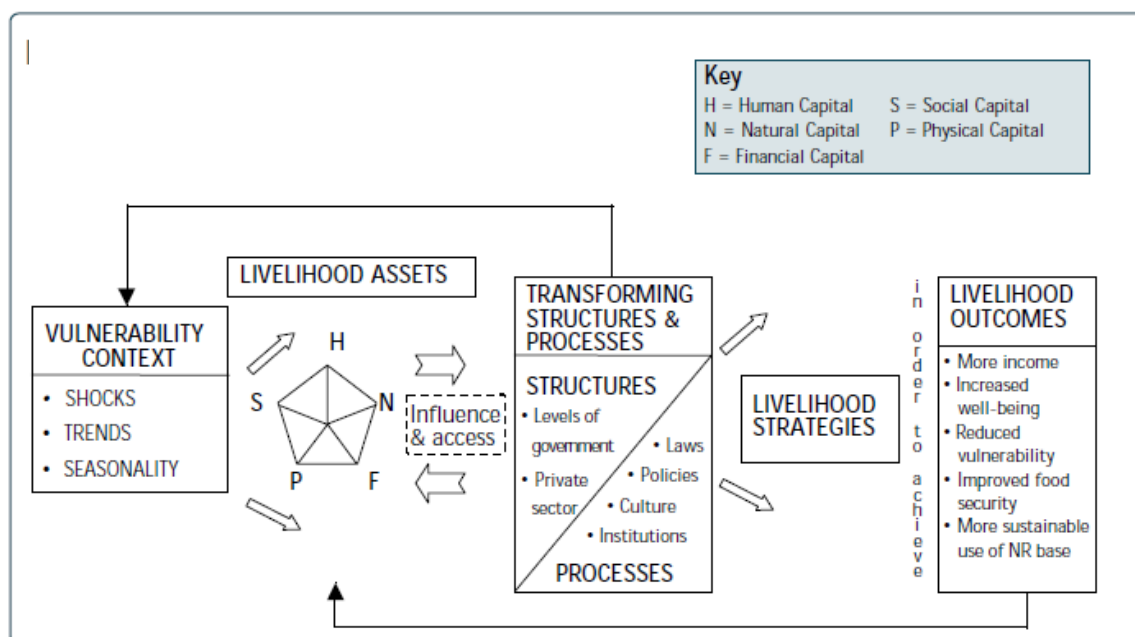 Key
H = Human Capital S = Social Capital
N = Natural Capital P = Physical Capital
F = Financial Capital
LIVELIHOOD ASSETS
VULNERABILITY
CONTEXT
• SHOCKS
• TRENDS
• SEASONALITY
H
S
N
P
F
Influence
& access
TRANSFORMING
STRUCTURES &
PROCESSES
STRUCTURES
• Levels of
government
• Private
sector
• Laws
• Policies
• Culture
• Institutions
PROCESSES
LIVELIHOOD
STRATEGIES
in order to achieve
LIVELIHOOD
OUTCOMES
• More income
• Increased
well-being
• Reduced
vulnerability
• Improved food
security
• More sustainable
use of NR base